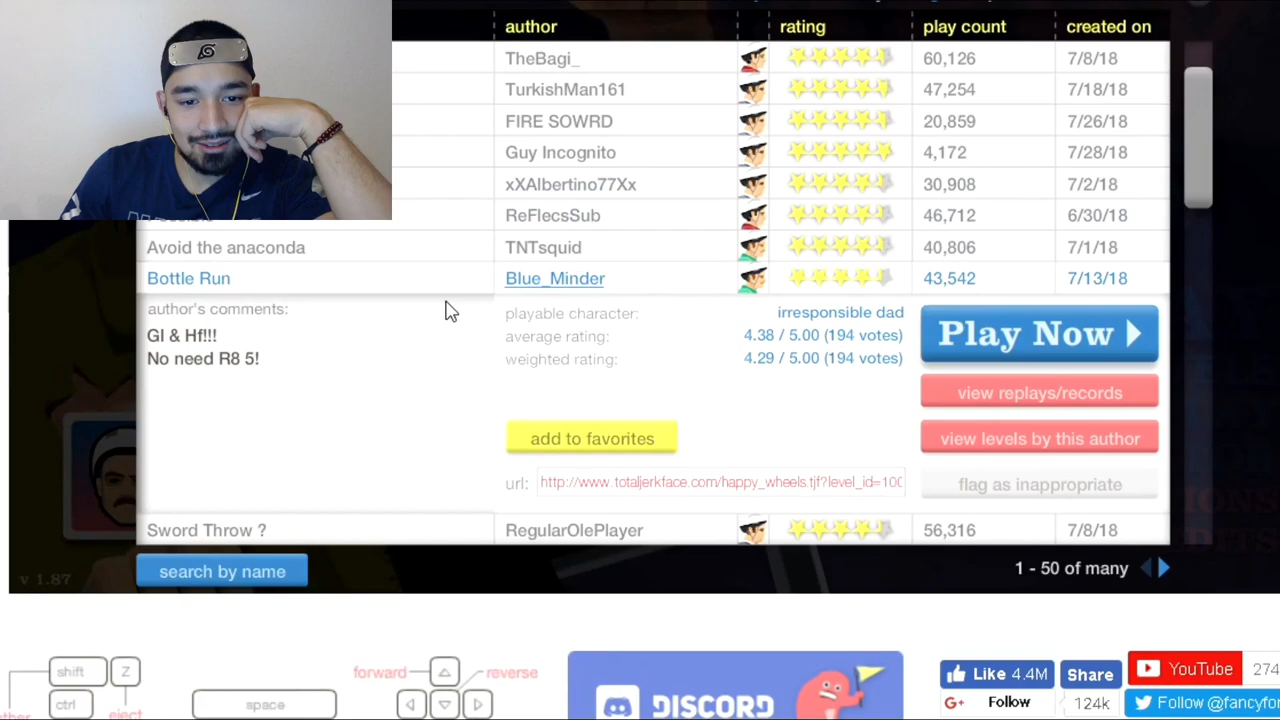 author rating play count created on
TheBagi_ 60,126 7/8/18
TurkishMan161 47,254 7/18/18
FIRE SOWRD 20,859 7/26/18
Guy Incognito 4,172 7/28/18
xXAlbertino77Xx 30,908 7/2/18
ReFlecsSub 46,712 6/30/18
Avoid the anaconda TNTsquid 40,806 7/1/18
Bottle Run Blue_Minder 43,542 7/13/18
author's comments:
Gl & Hf!!!
No need R8 5!
playable character: irresponsible dad
average rating: 4.38 / 5.00 (194 votes)
weighted rating: 4.29 / 5.00 (194 votes)
Play Now
view replays/records
add to favorites
view levels by this author
url: http://www.totaljerkface.com/happy_wheels.tjf?level_id=100
flag as inappropriate
Sword Throw ? RegularOlePlayer 56,316 7/8/18
v 1.87
search by name
1 - 50 of many
shift Z
forward reverse
ctrl
space
eject
DISCORD
Like 4.4M Share
YouTube 274
G+ Follow 124k
Follow @fancyfor